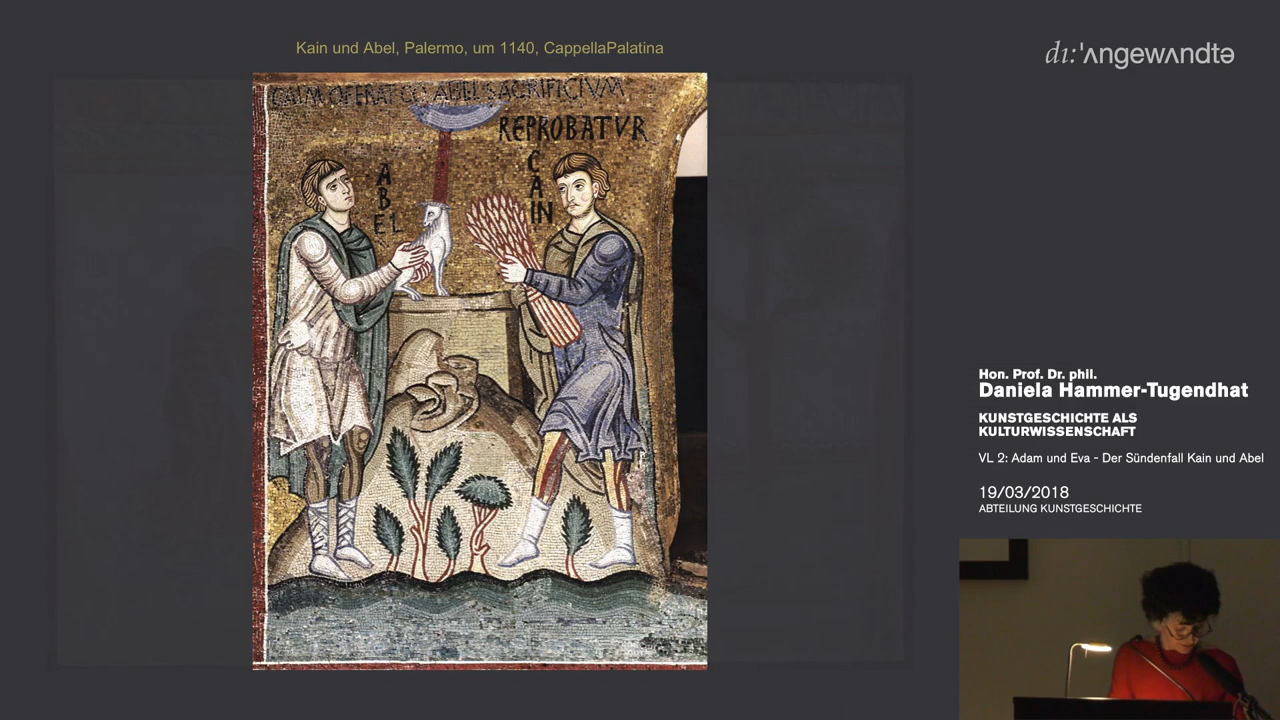 Kain und Abel, Palermo, um 1140, CappellaPalatina
dı:ˈʌngewʌndtə
SACRIFICIVM
REPROBATVR
ABEL
CAIN
Hon. Prof. Dr. phil.
Daniela Hammer-Tugendhat
KUNSTGESCHICHTE ALS
KULTURWISSENSCHAFT
VL 2: Adam und Eva - Der Sündenfall Kain und Abel
19/03/2018
ABTEILUNG KUNSTGESCHICHTE